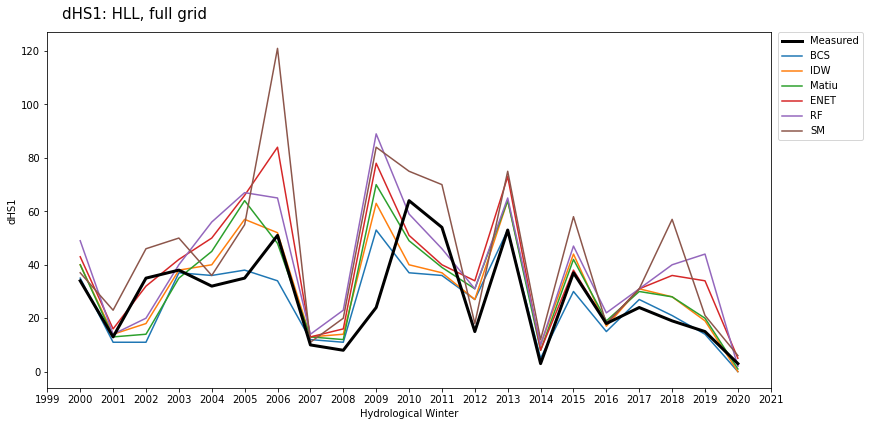 dHS1: HLL, full grid
120
100
80
60
40
20
0
dHS1
1999 2000 2001 2002 2003 2004 2005 2006 2007 2008 2009 2010 2011 2012 2013 2014 2015 2016 2017 2018 2019 2020 2021
Hydrological Winter
Measured
BCS
IDW
Matiu
ENET
RF
SM